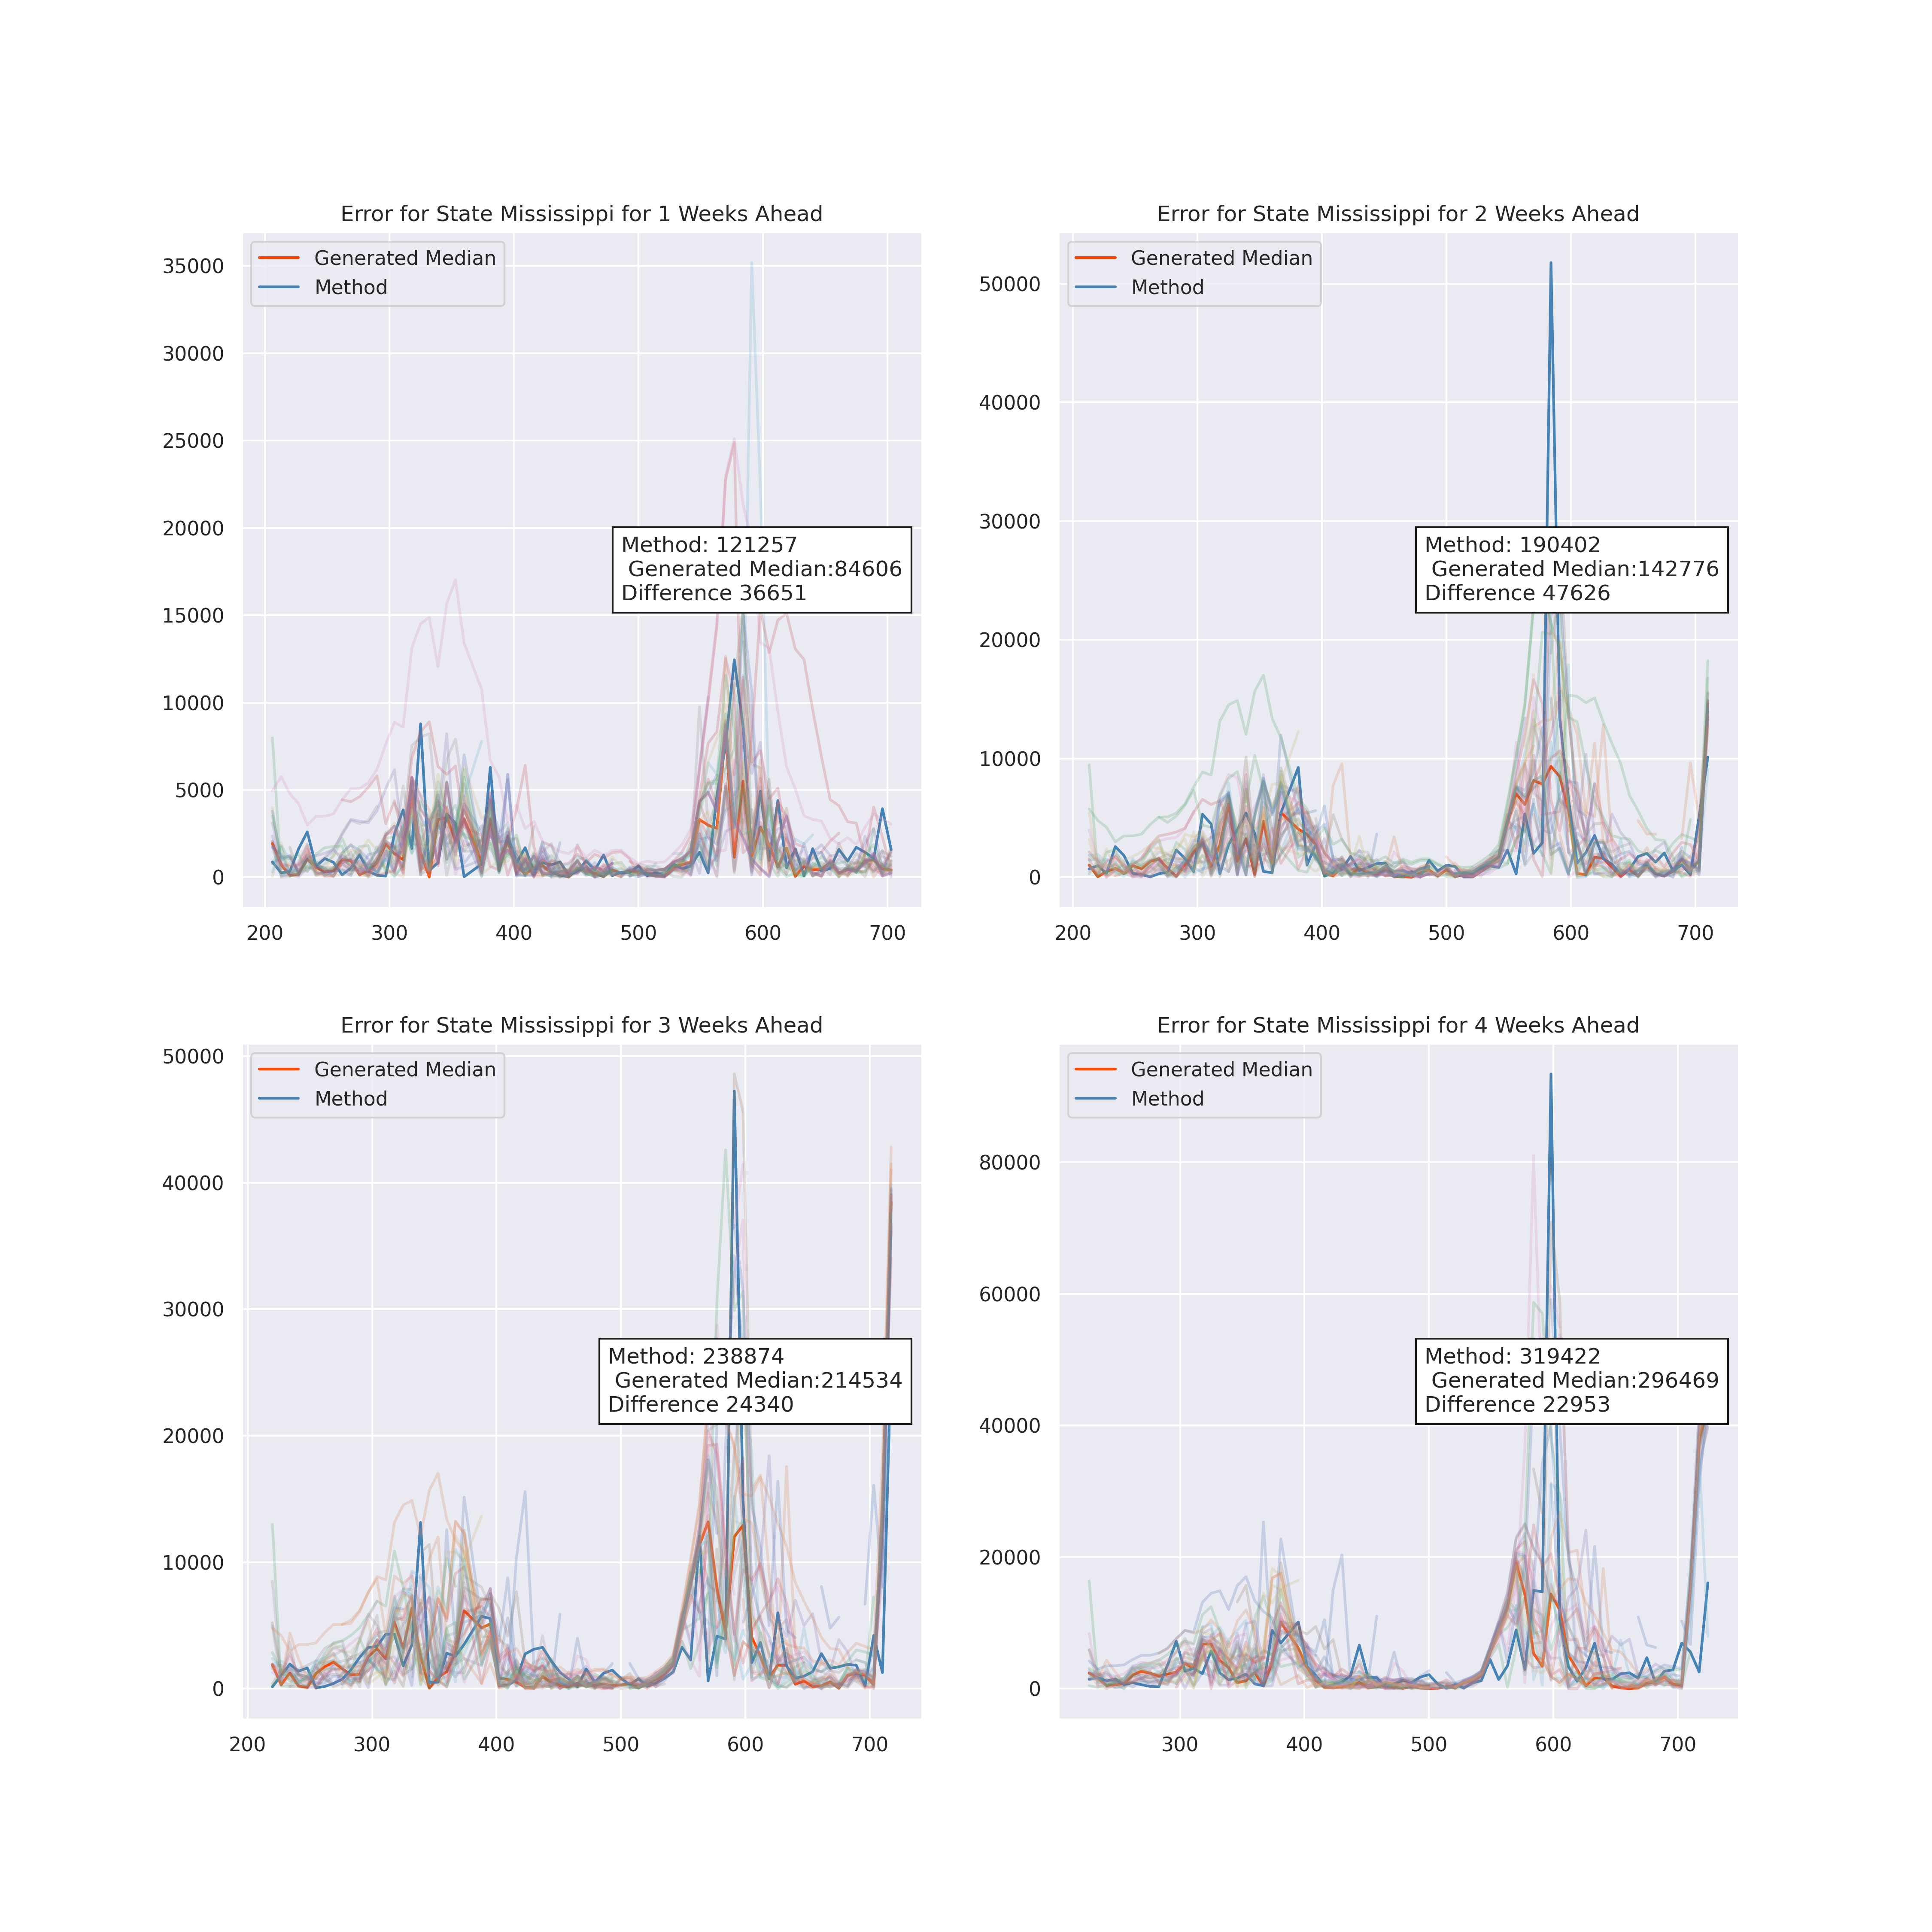 Error for State Mississippi for 1 Weeks Ahead
Generated Median
Method
35000
30000
25000
20000
15000
10000
5000
0
Method: 121257
Generated Median:84606
Difference 36651
200 300 400 500 600 700
Error for State Mississippi for 2 Weeks Ahead
Generated Median
Method
50000
40000
30000
20000
10000
0
Method: 190402
Generated Median:142776
Difference 47626
200 300 400 500 600 700
Error for State Mississippi for 3 Weeks Ahead
Generated Median
Method
50000
40000
30000
20000
10000
0
Method: 238874
Generated Median:214534
Difference 24340
200 300 400 500 600 700
Error for State Mississippi for 4 Weeks Ahead
Generated Median
Method
80000
60000
40000
20000
0
Method: 319422
Generated Median:296469
Difference 22953
300 400 500 600 700